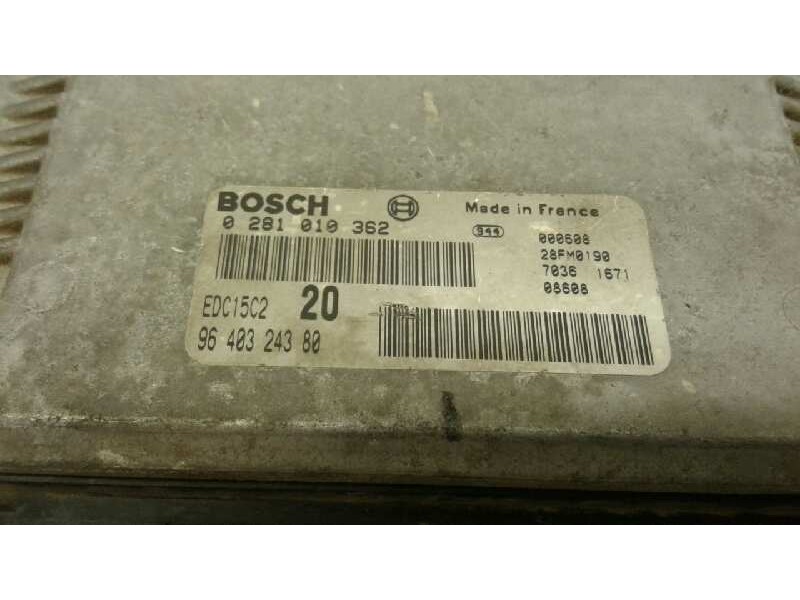 BOSCH
Made in France
0 281 010 362
944
000608
28FM0190
7036 1671
08608
EDC15C2 20
96 403 243 80